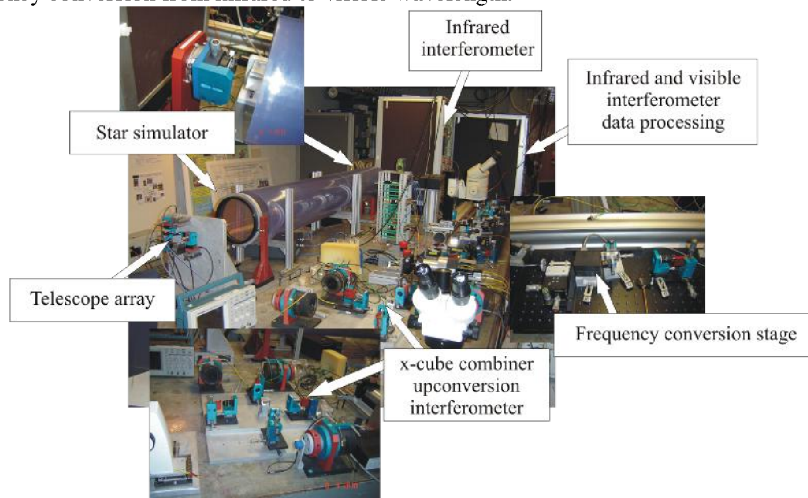 Infrared
interferometer
Infrared and visible
interferometer
data processing
Star simulator
Telescope array
Frequency conversion stage
x-cube combiner
upconversion
interferometer